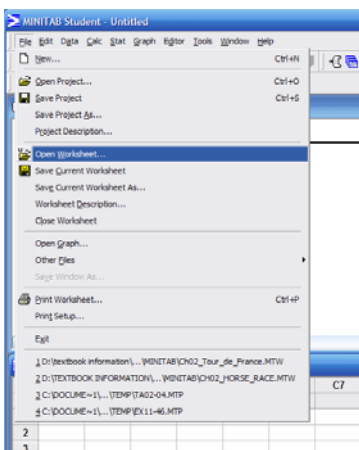 MINITAB Student - Untitled
File Edit Data Calc Stat Graph Editor Tools Window Help
New... Ctrl+N
Open Project... Ctrl+O
Save Project Ctrl+S
Save Project As...
Project Description...
Open Worksheet...
Save Current Worksheet
Save Current Worksheet As...
Worksheet Description...
Close Worksheet
Open Graph...
Other Files
Save Window As...
Print Worksheet... Ctrl+P
Print Setup...
Exit
1 D:\textbook information\...\MINITAB\Ch02_Tour_de_France.MTW
2 D:\TEXTBOOK INFORMATION\...\MINITAB\CH02_HORSE_RACE.MTW
3 C:\DOCUME~1\...\TEMP\TA02-04.MTP
4 C:\DOCUME~1\...\TEMP\EX11-46.MTP
C7
2
3